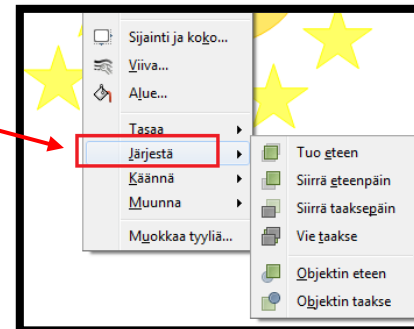 Sijainti ja koko...
Viiva...
Alue...
Tasaa
Järjestä
Käännä
Muunna
Muokkaa tyyliä...
Tuo eteen
Siirrä eteenpäin
Siirrä taaksepäin
Vie taakse
Objektin eteen
Objektin taakse